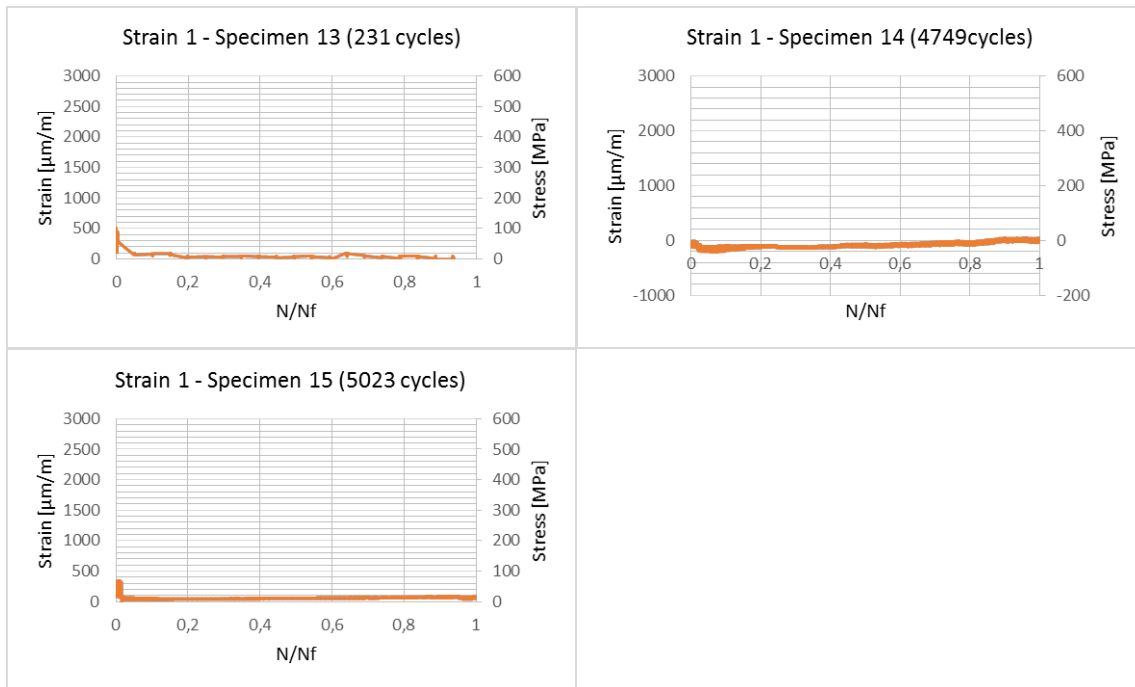 Strain 1 - Specimen 13 (231 cycles)
3000
2500
2000
1500
1000
500
0
Strain [µm/m]
600
500
400
300
200
100
0
Stress [MPa]
0 0,2 0,4 0,6 0,8 1
N/Nf
Strain 1 - Specimen 14 (4749cycles)
3000
2000
1000
0
-1000
Strain [µm/m]
600
400
200
0
-200
Stress [MPa]
0 0,2 0,4 0,6 0,8 1
N/Nf
Strain 1 - Specimen 15 (5023 cycles)
3000
2500
2000
1500
1000
500
0
Strain [µm/m]
600
500
400
300
200
100
0
Stress [MPa]
0 0,2 0,4 0,6 0,8 1
N/Nf